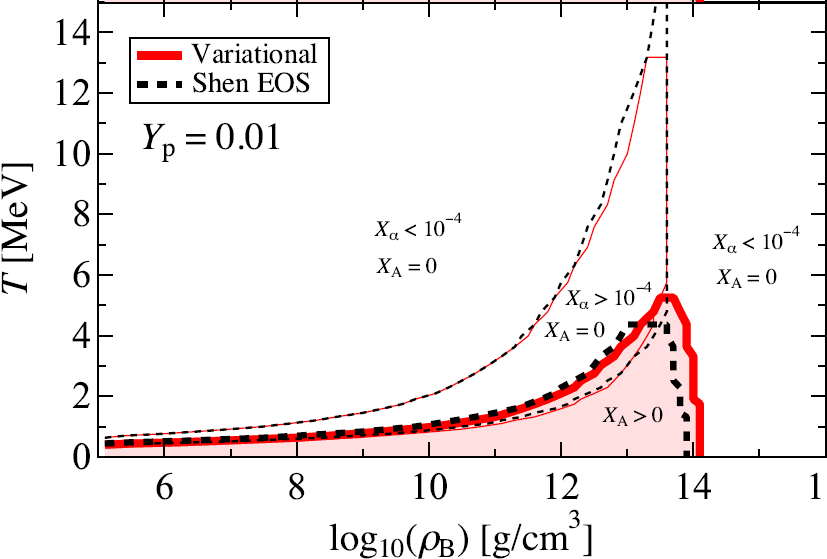 14
12
10
8
6
4
2
0
T [MeV]
Variational
Shen EOS
Yp = 0.01
Xα < 10⁻⁴
XA = 0
Xα > 10⁻⁴
XA = 0
Xα < 10⁻⁴
XA = 0
XA > 0
6 8 10 12 14 1
log10(ρB) [g/cm³]